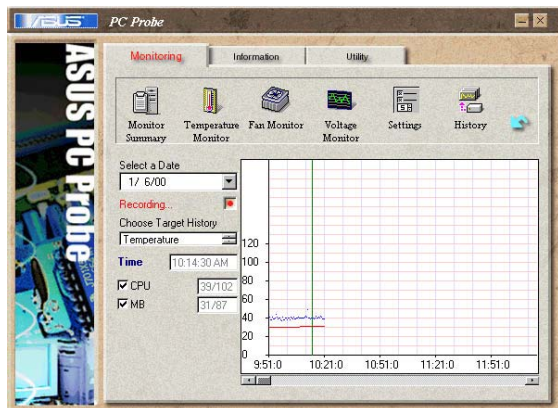 ASUS PC Probe
Monitoring Information Utility
Monitor Summary
Temperature Monitor
Fan Monitor
Voltage Monitor
Settings
History
ASUS PC Probe
Select a Date
1/ 6/00
Recording...
Choose Target History
Temperature
Time 10:14:30 AM
CPU 39/102
MB 31/87
120
100
80
60
40
20
0
9:51:0 10:21:0 10:51:0 11:21:0 11:51:0